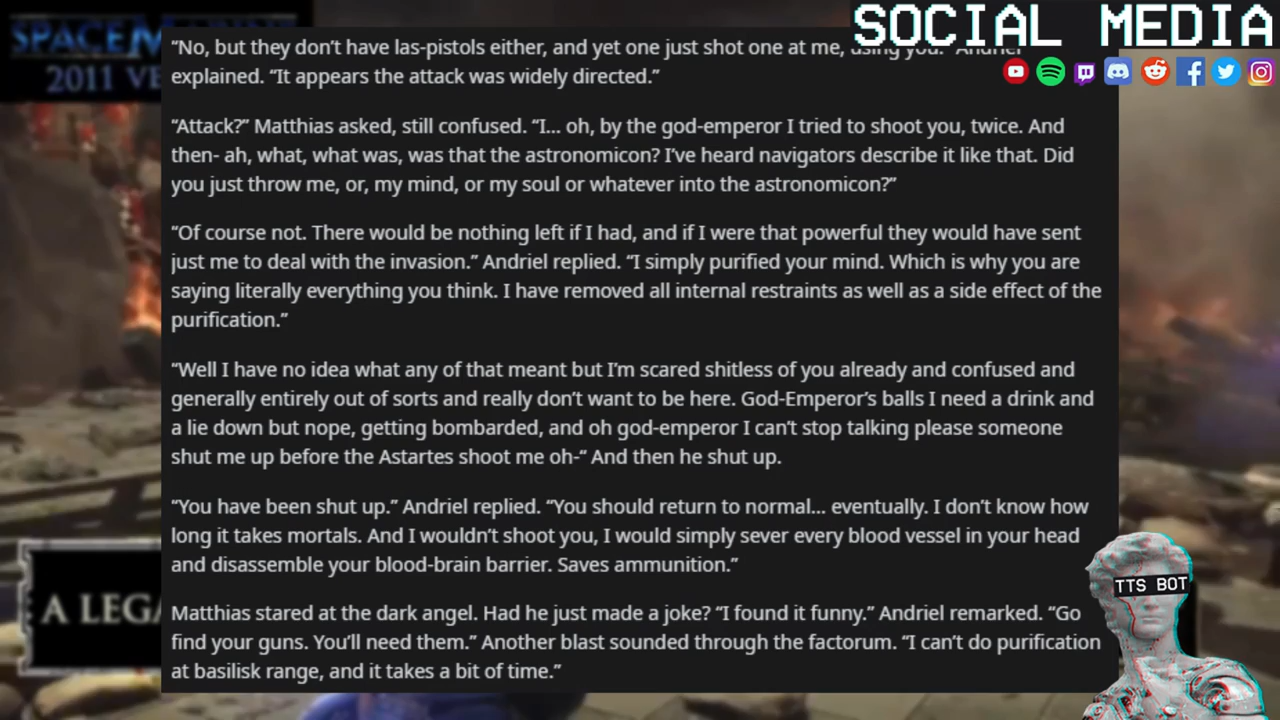 SOCIAL MEDIA
SPACEM
2011 VE
“No, but they don’t have las-pistols either, and yet one just shot one at me, using you.” Andriel
explained. “It appears the attack was widely directed.”
“Attack?” Matthias asked, still confused. “I... oh, by the god-emperor I tried to shoot you, twice. And
then- ah, what, what was, was that the astronomicon? I’ve heard navigators describe it like that. Did
you just throw me, or, my mind, or my soul or whatever into the astronomicon?”
“Of course not. There would be nothing left if I had, and if I were that powerful they would have sent
just me to deal with the invasion.” Andriel replied. “I simply purified your mind. Which is why you are
saying literally everything you think. I have removed all internal restraints as well as a side effect of the
purification.”
“Well I have no idea what any of that meant but I’m scared shitless of you already and confused and
generally entirely out of sorts and really don’t want to be here. God-Emperor’s balls I need a drink and
a lie down but nope, getting bombarded, and oh god-emperor I can’t stop talking please someone
shut me up before the Astartes shoot me oh-“ And then he shut up.
“You have been shut up.” Andriel replied. “You should return to normal... eventually. I don’t know how
long it takes mortals. And I wouldn’t shoot you, I would simply sever every blood vessel in your head
and disassemble your blood-brain barrier. Saves ammunition.”
Matthias stared at the dark angel. Had he just made a joke? “I found it funny.” Andriel remarked. “Go
find your guns. You’ll need them.” Another blast sounded through the factorum. “I can’t do purification
at basilisk range, and it takes a bit of time.”
A LEGA
TTS BOT